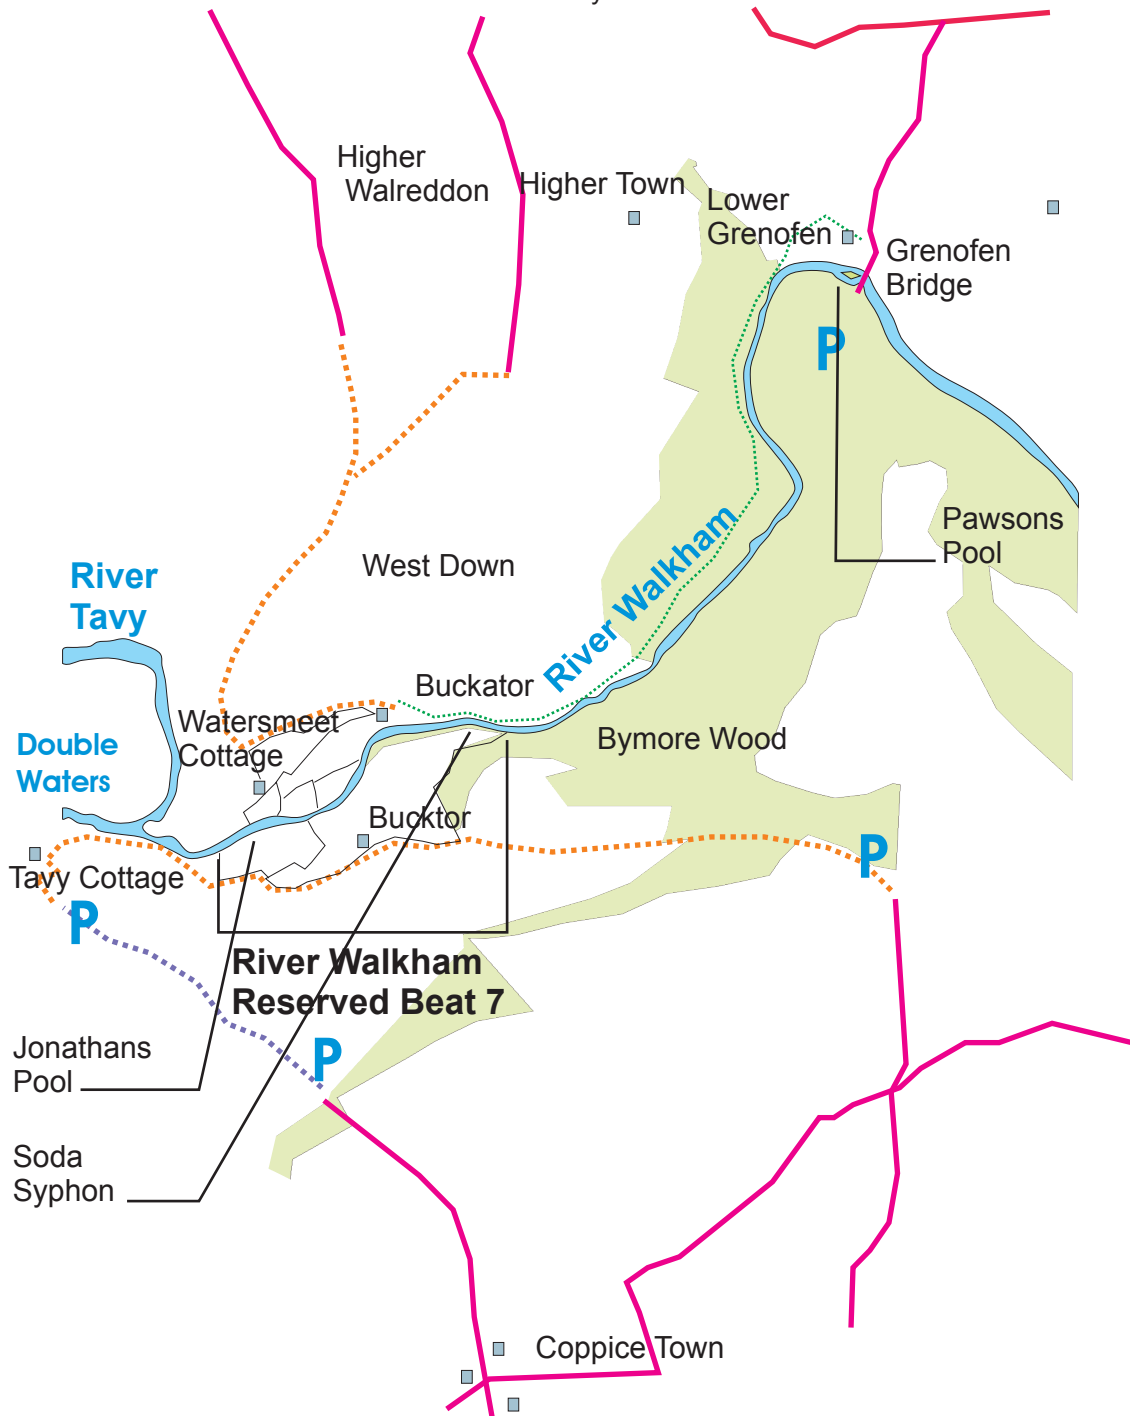 Higher
Walreddon
Higher Town
Lower
Grenofen
Grenofen
Bridge
P
Pawsons
Pool
West Down
River Walkham
River
Tavy
Buckator
Watersmeet
Cottage
Double
Waters
Bymore Wood
Bucktor
P
Tavy Cottage
P
River Walkham
Reserved Beat 7
Jonathans
Pool
P
Soda
Syphon
Coppice Town